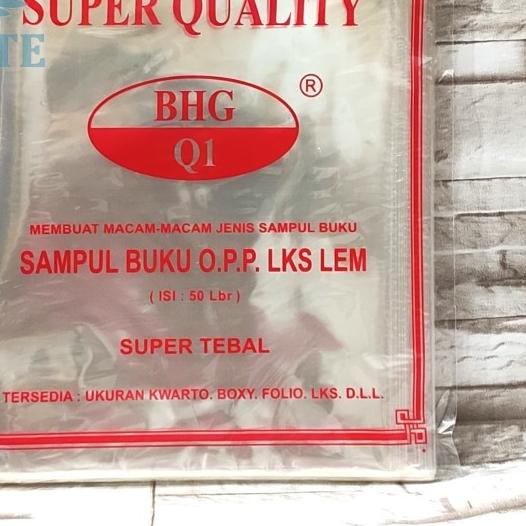 SUPER QUALITY
TE
®
BHG
Q1
MEMBUAT MACAM-MACAM JENIS SAMPUL BUKU
SAMPUL BUKU O.P.P. LKS LEM
( ISI : 50 Lbr )
SUPER TEBAL
TERSEDIA : UKURAN KWARTO. BOXY. FOLIO. LKS. D.L.L.